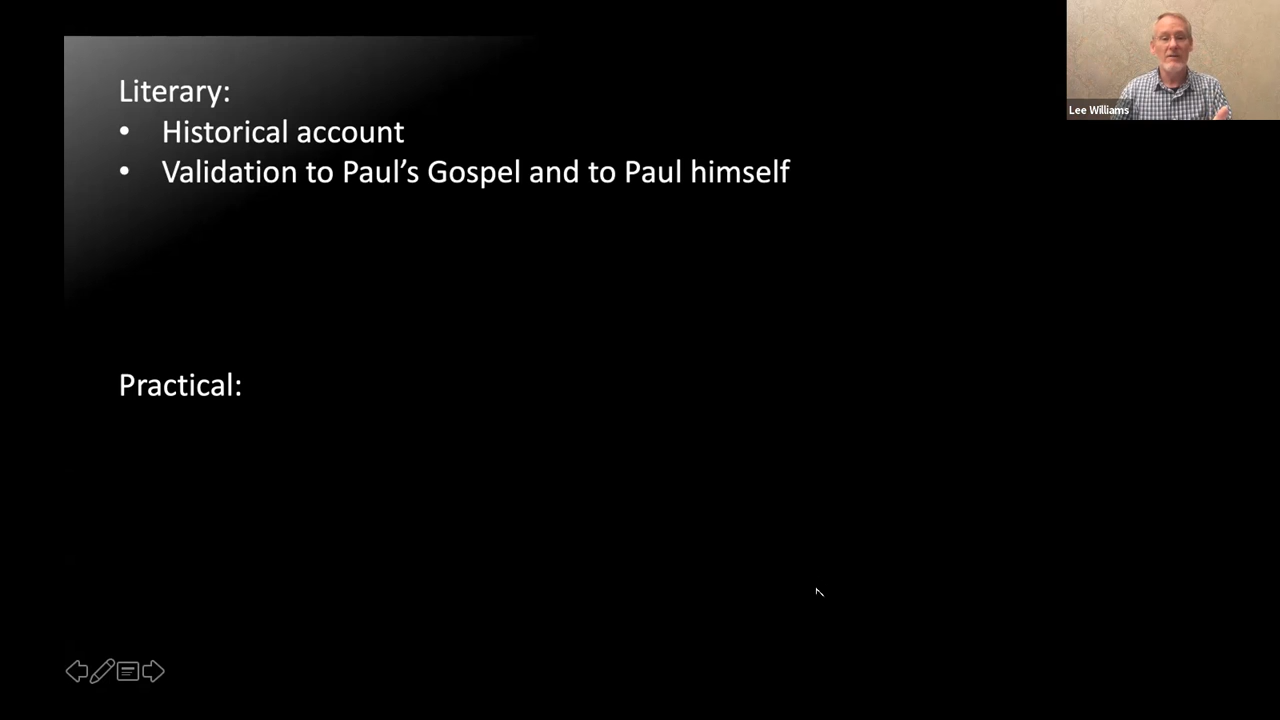 Literary:
• Historical account
• Validation to Paul’s Gospel and to Paul himself
Practical:
Lee Williams